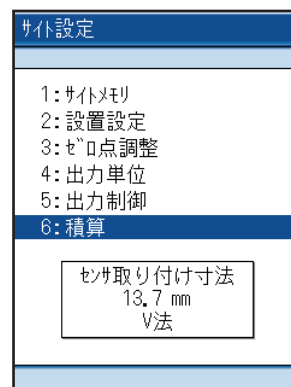 ｻｲﾄ設定
1:ｻｲﾄﾒﾓﾘ
2:設置設定
3:ｾﾞﾛ点調整
4:出力単位
5:出力制御
6:積算
ｾﾝｻ取り付け寸法
13.7 mm
V法